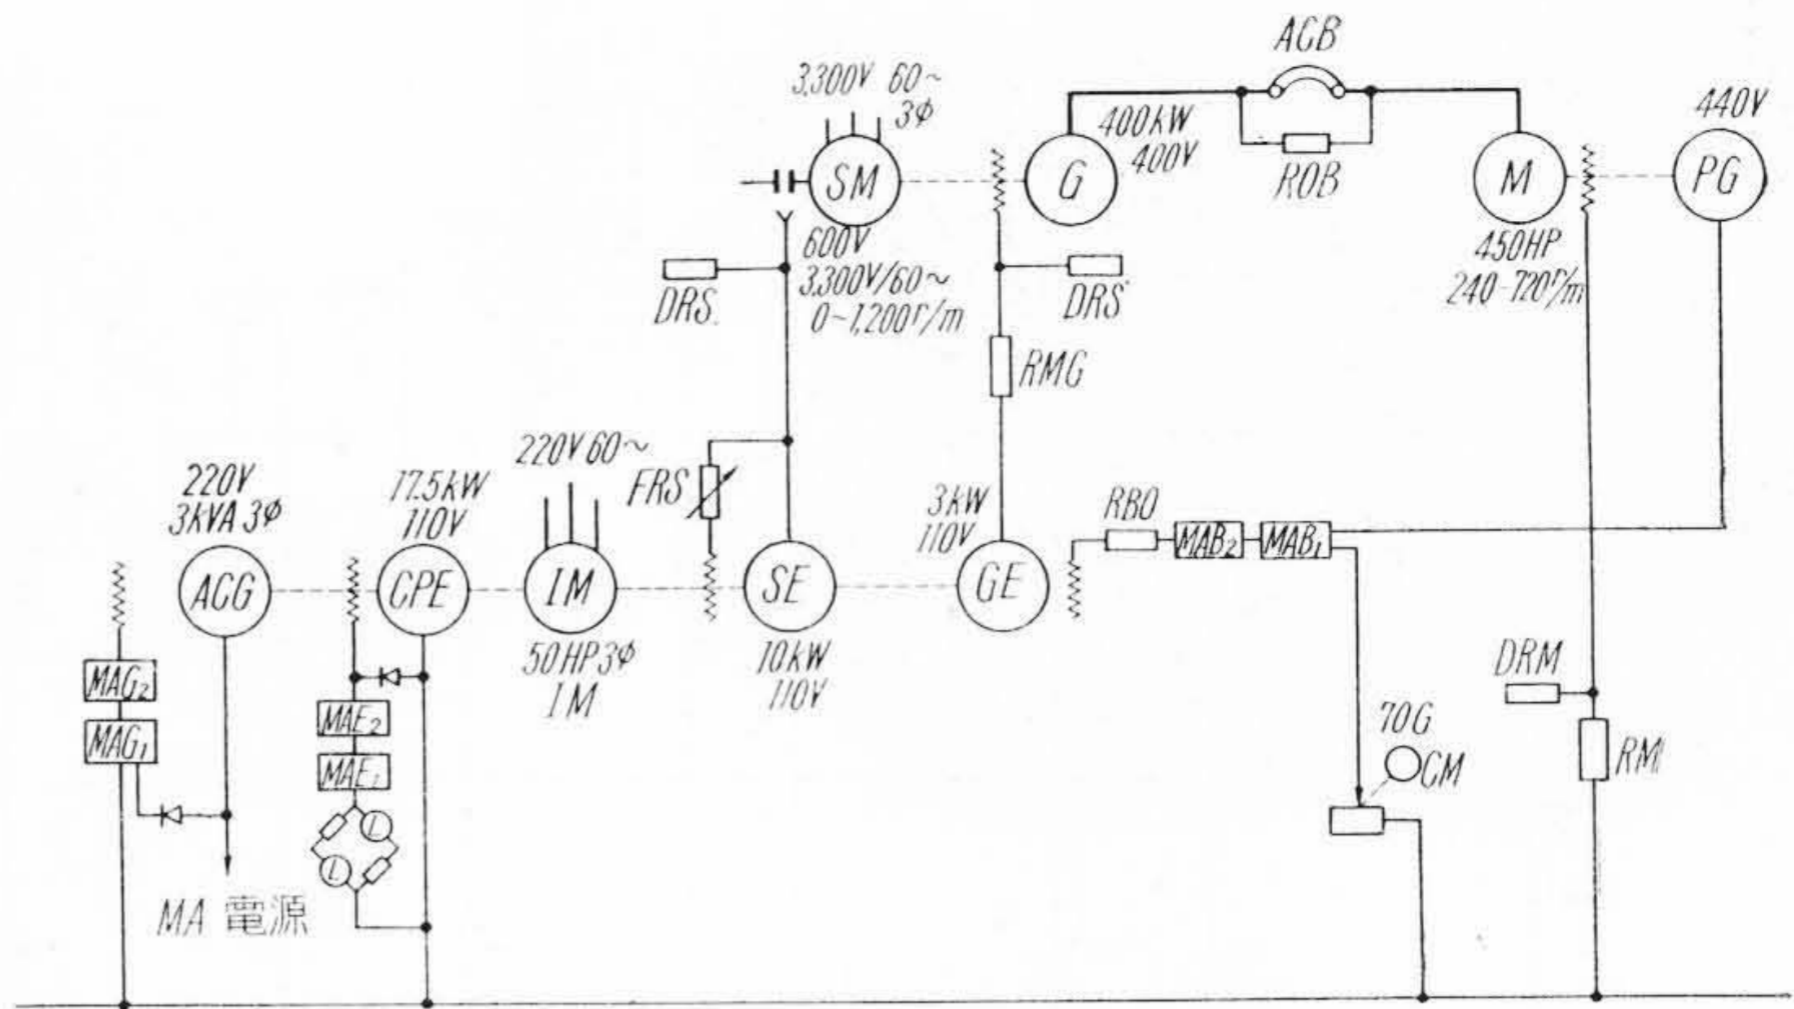 ACB
3,300V 60~
3φ
440V
400kW
400V
SM
G
ROB
M
PG
600V
3,300V/60~
0~1,200r/m
450HP
240-720r/m
DRS
DRS
RMG
220V 60~
220V
3kVA 3φ
17.5kW
110V
FRS
3kW
110V
RBO
MAB₂
MAB₁
ACG
CPE
IM
SE
GE
50HP3φ
IM
10kW
110V
MAG₂
MAG₁
MAE₂
MAE₁
DRM
70G
CM
RM
L
L
MA 電源